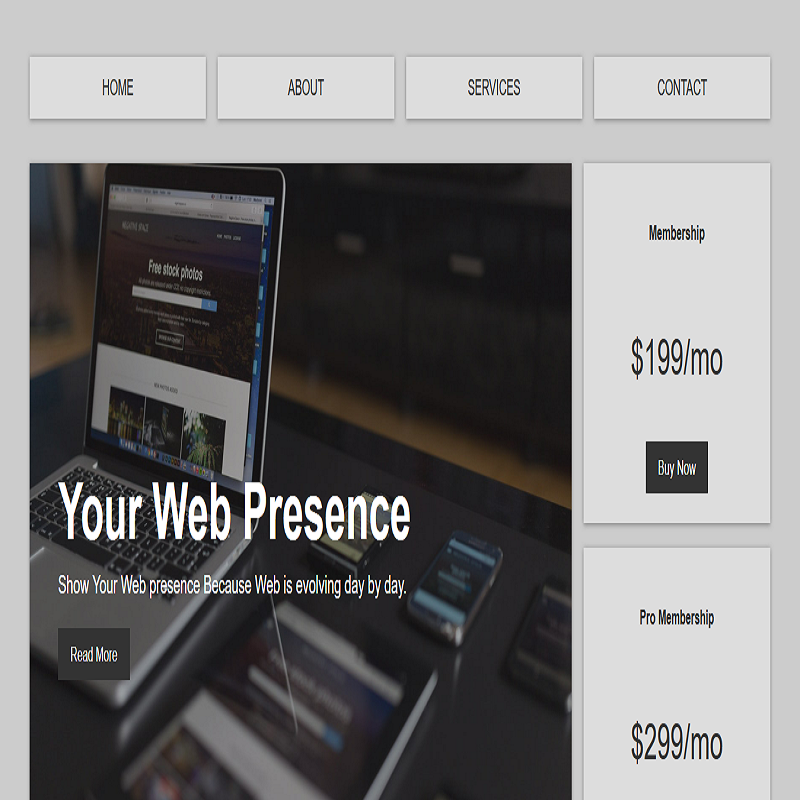 HOME
ABOUT
SERVICES
CONTACT
Free stock photos
Your Web Presence
Show Your Web presence Because Web is evolving day by day.
Read More
Membership
$199/mo
Buy Now
Pro Membership
$299/mo